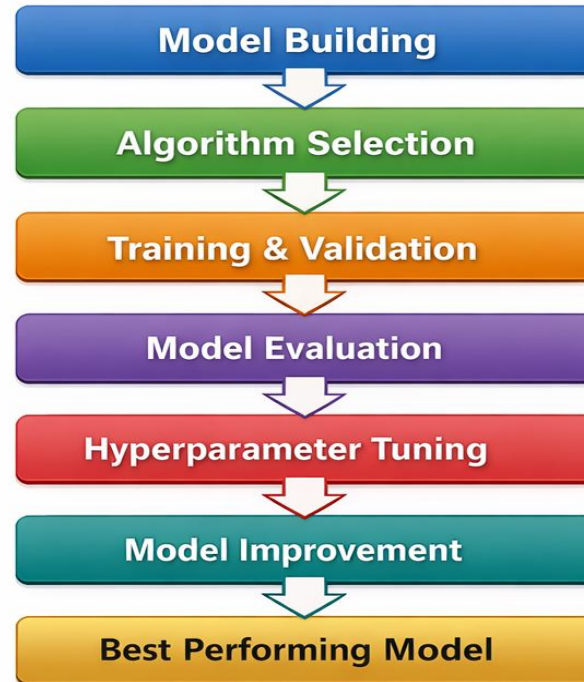 Model Building
Algorithm Selection
Training & Validation
Model Evaluation
Hyperparameter Tuning
Model Improvement
Best Performing Model